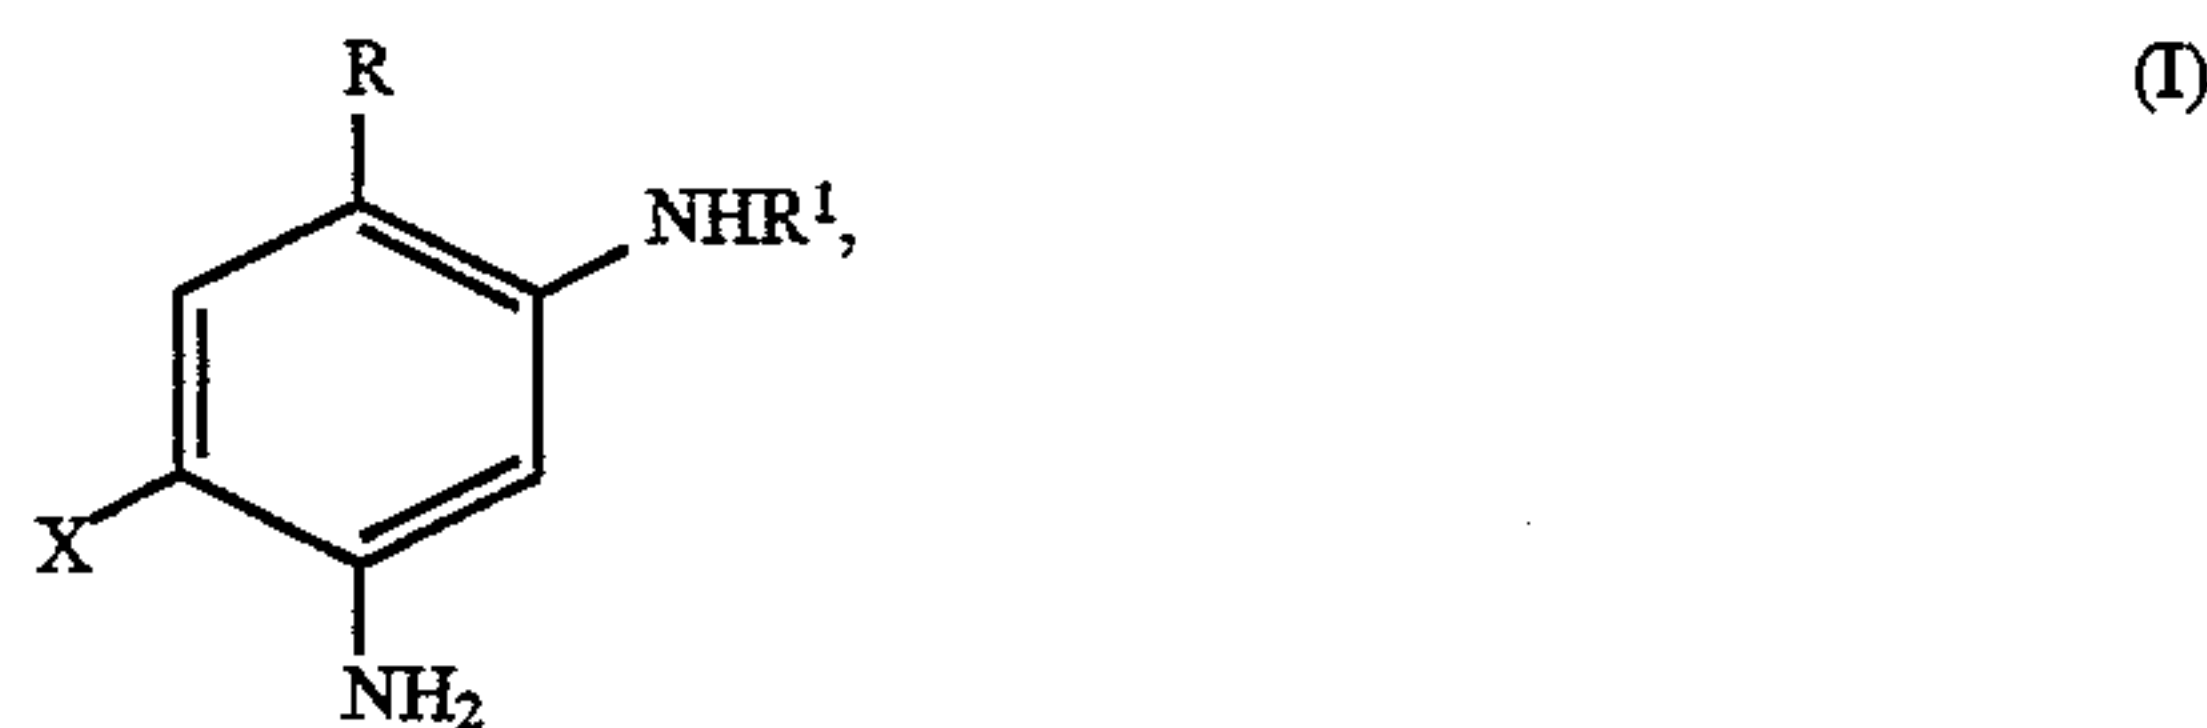 R
(I)
NHR¹,
X
NH₂